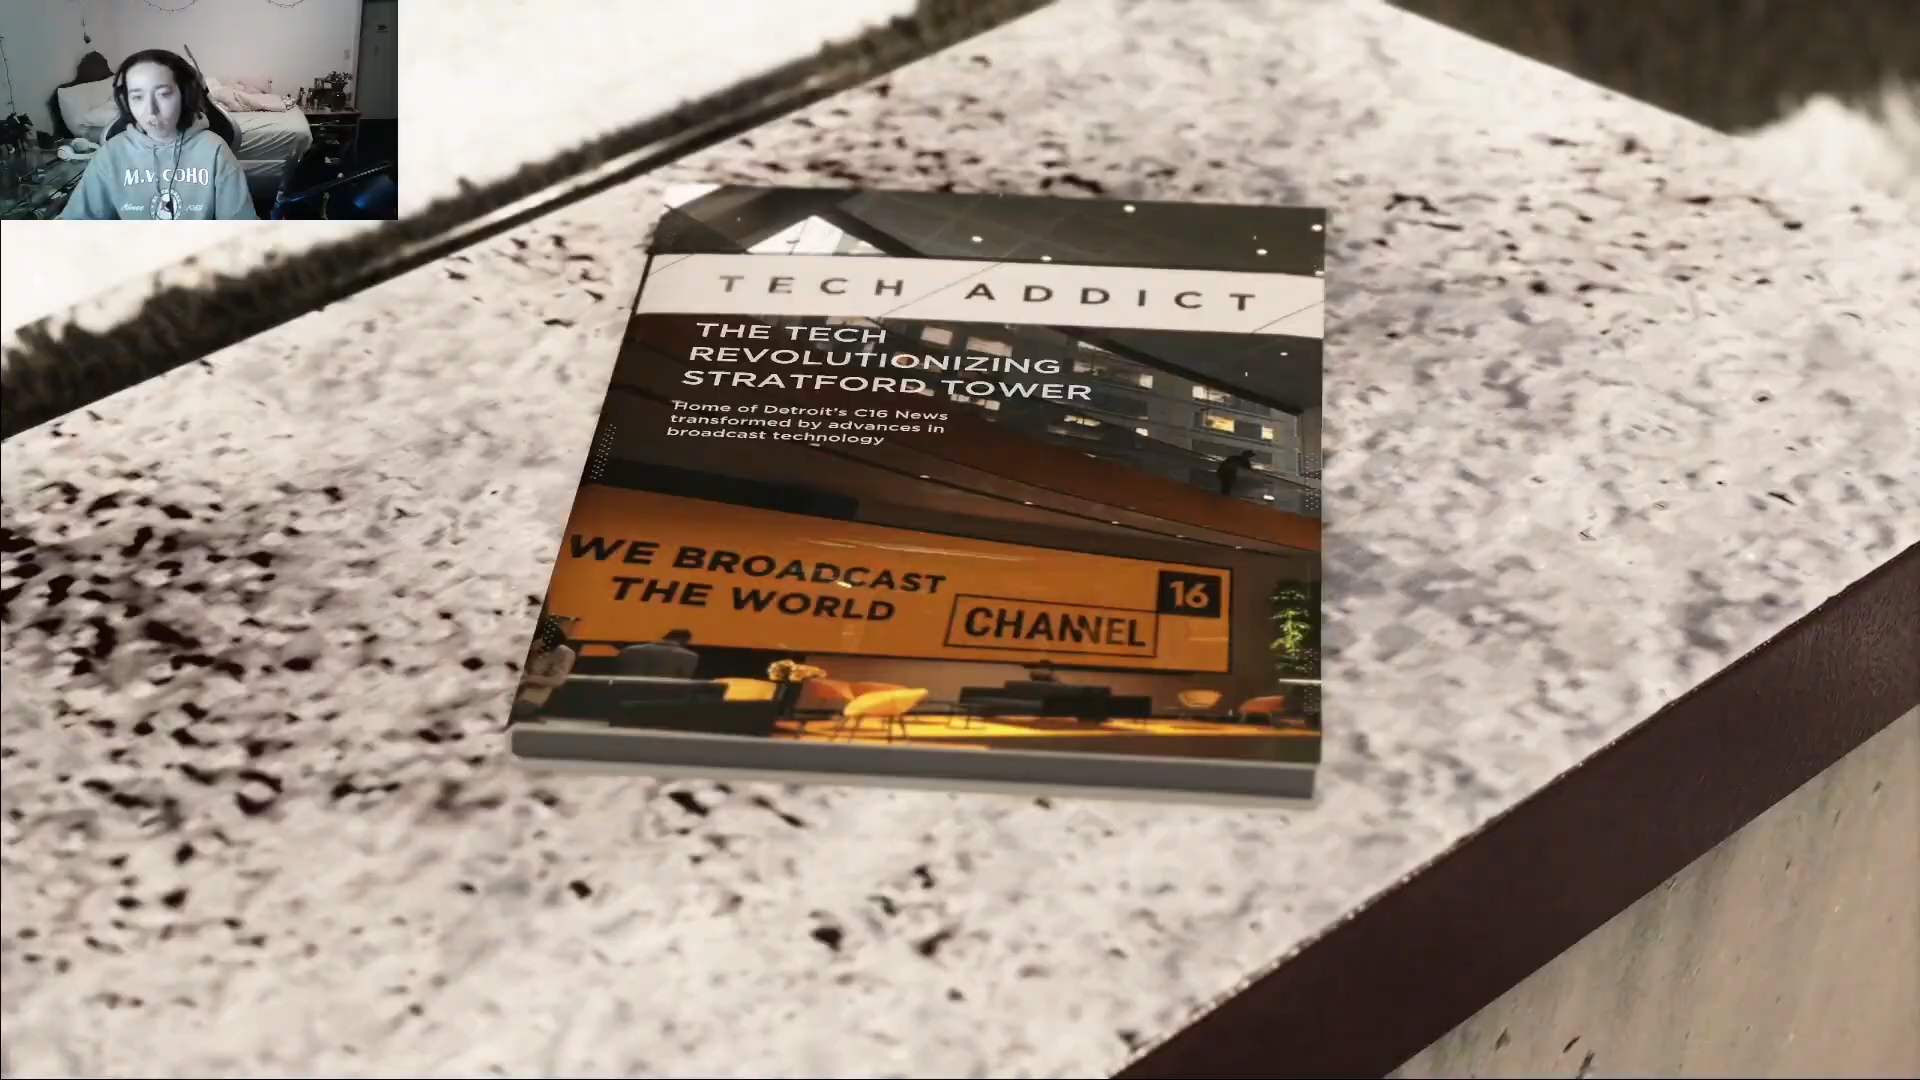 M.V. COHO
Since
TECH ADDICT
THE TECH
REVOLUTIONIZING
STRATFORD TOWER
Home of Detroit's C16 News
transformed by advances in
broadcast technology
WE BROADCAST
THE WORLD
16
CHANNEL